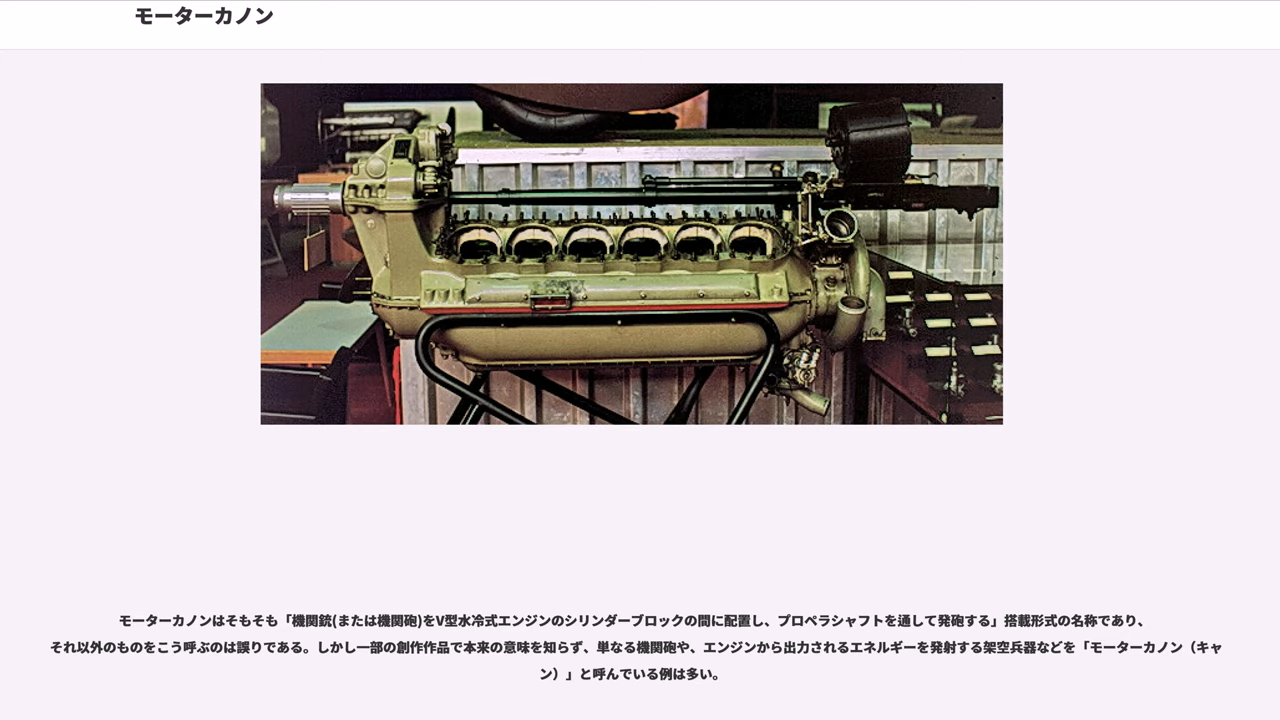 モーターカノン
モーターカノンはそもそも「機関銃(または機関砲)をV型水冷式エンジンのシリンダーブロックの間に配置し、プロペラシャフトを通して発砲する」搭載形式の名称であり、
それ以外のものをこう呼ぶのは誤りである。しかし一部の創作作品で本来の意味を知らず、単なる機関砲や、エンジンから出力されるエネルギーを発射する架空兵器などを「モーターカノン（キャ
ン）」と呼んでいる例は多い。